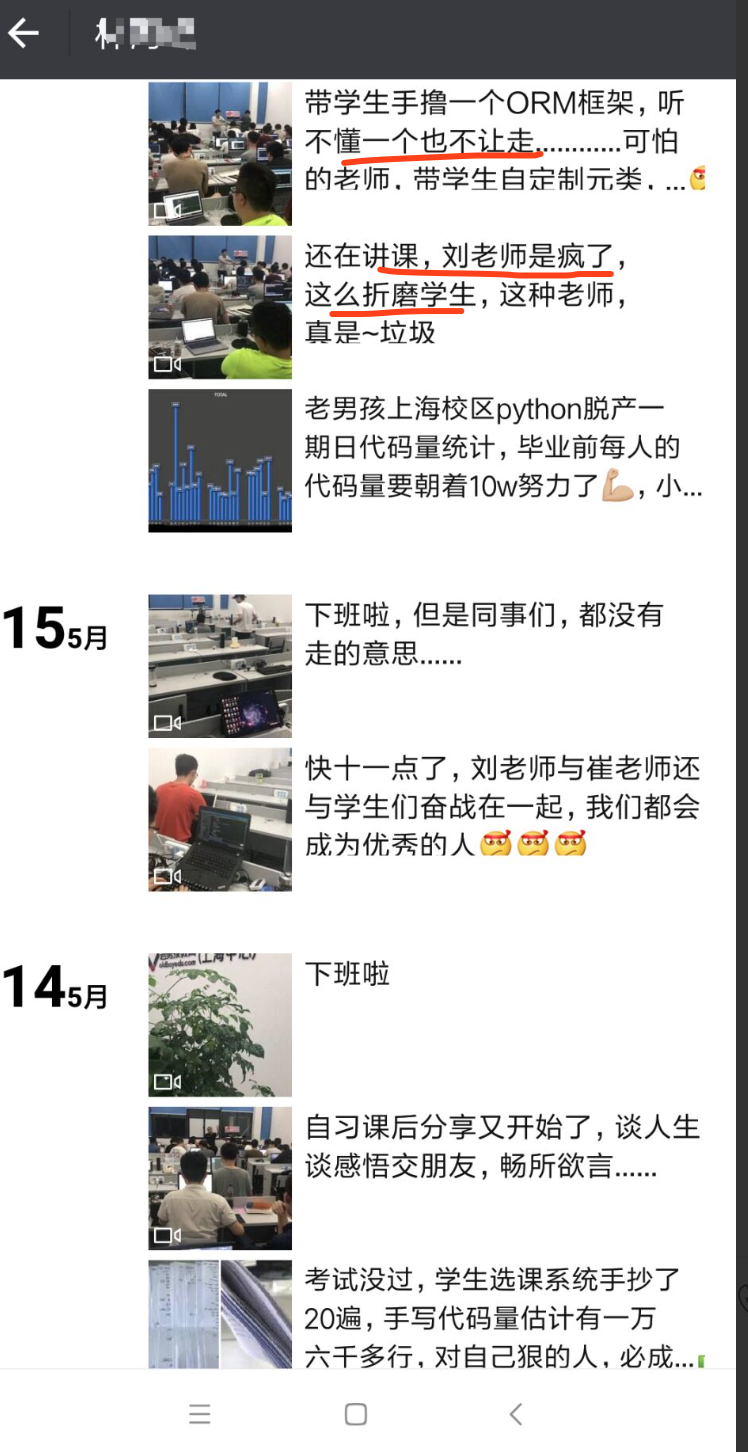 带学生手撸一个ORM框架，听
不懂一个也不让走............可怕
的老师，带学生自定制元类，...
还在讲课，刘老师是疯了，
这么折磨学生，这种老师，
真是~垃圾
TOTAL
老男孩上海校区python脱产一
期日代码量统计，毕业前每人的
代码量要朝着10w努力了💪🏼，小...
15 5月
下班啦，但是同事们，都没有
走的意思......
快十一点了，刘老师与崔老师还
与学生们奋战在一起，我们都会
成为优秀的人
14 5月
下班啦
自习课后分享又开始了，谈人生
谈感悟交朋友，畅所欲言......
考试没过，学生选课系统手抄了
20遍，手写代码量估计有一万
六千多行，对自己狠的人，必成...